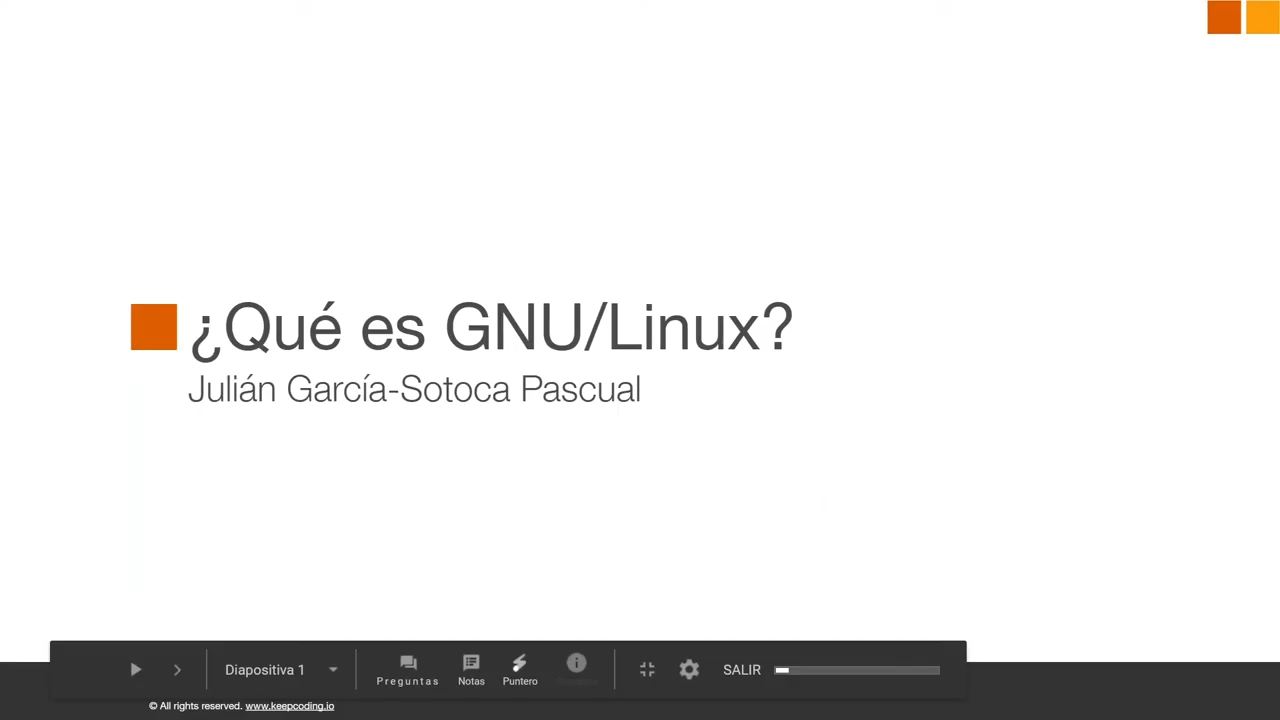 ¿Qué es GNU/Linux?
Julián García-Sotoca Pascual
Diapositiva 1
Preguntas
Notas
Puntero
SALIR
© All rights reserved. www.keepcoding.io